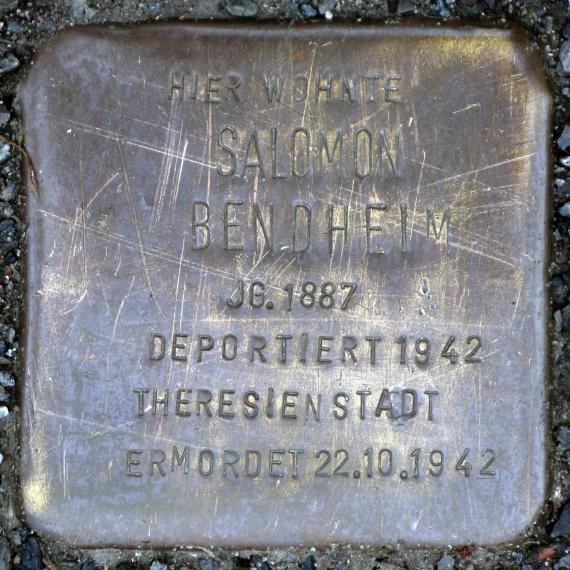 HIER WOHNTE
SALOMON
BENDHEIM
JG. 1887
DEPORTIERT 1942
THERESIENSTADT
ERMORDET 22.10.1942